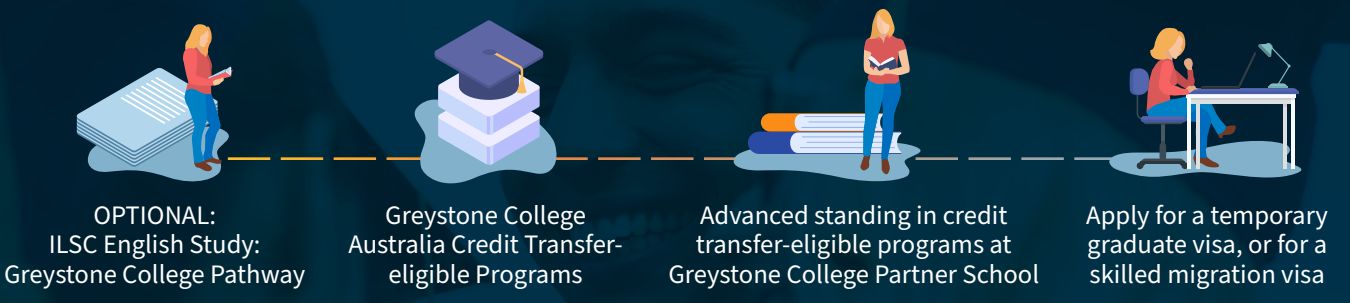 OPTIONAL:
ILSC English Study:
Greystone College Pathway
Greystone College
Australia Credit Transfer-
eligible Programs
Advanced standing in credit
transfer-eligible programs at
Greystone College Partner School
Apply for a temporary
graduate visa, or for a
skilled migration visa